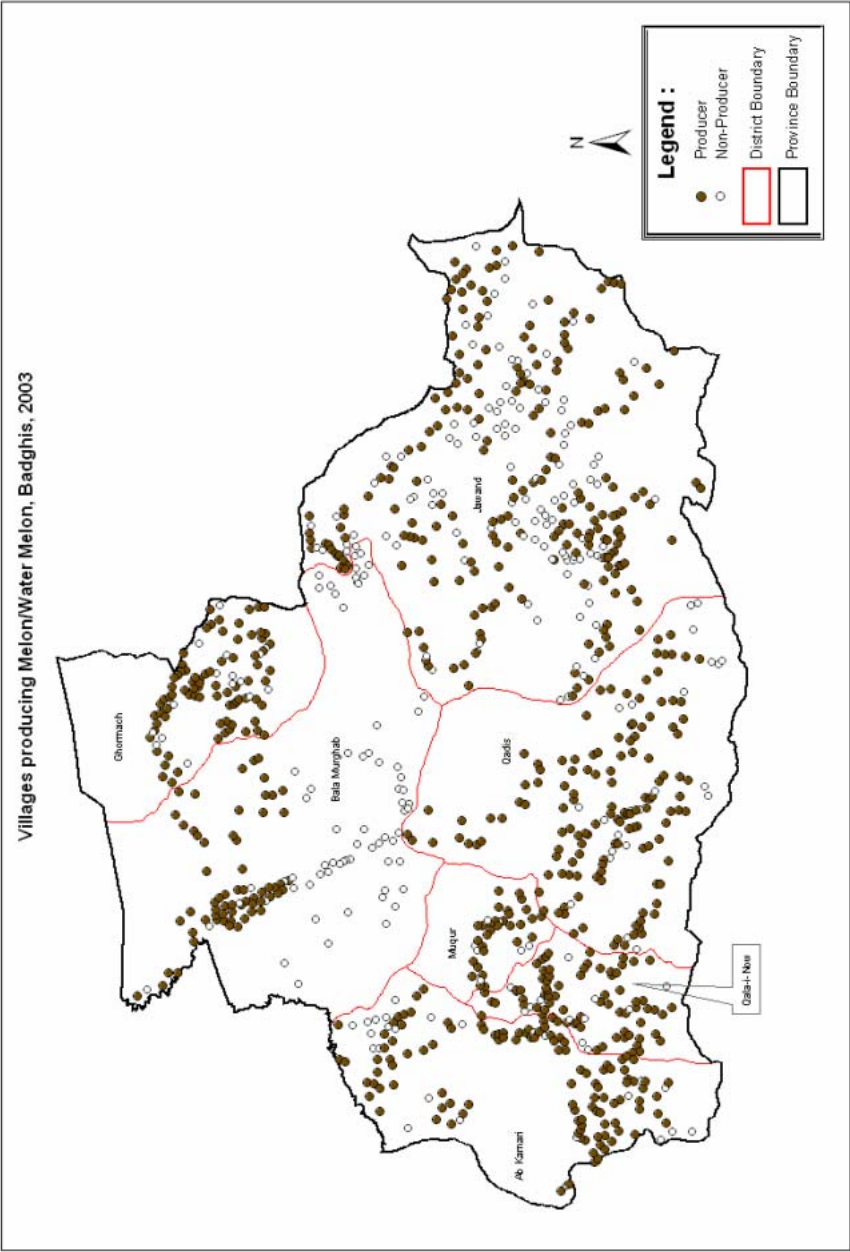 Villages producing Melon/Water Melon, Badghis, 2003
Ghormach
Bala Murghab
Jawand
Qadis
Muqur
Ab Kamari
Qala-i- Now
N
Legend :
Producer
Non-Producer
District Boundary
Province Boundary